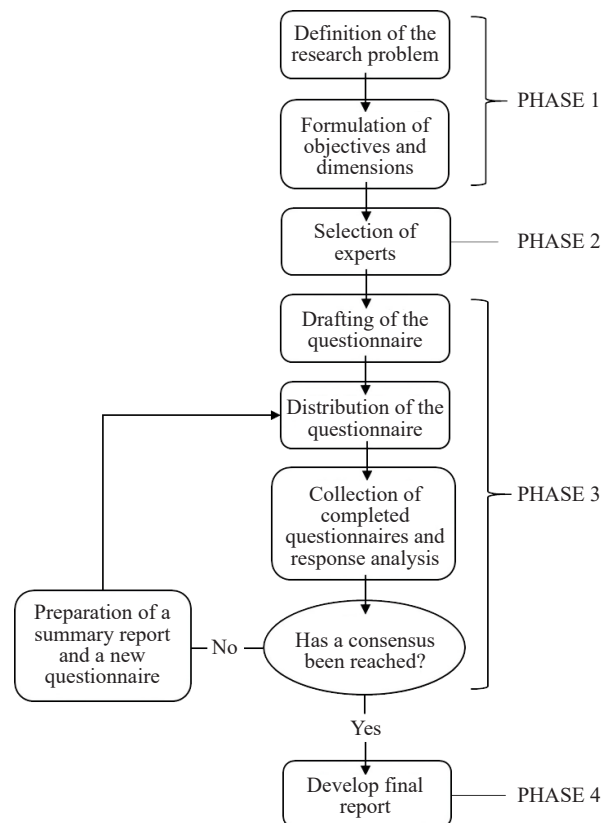 Definition of the
research problem
PHASE 1
Formulation of
objectives and
dimensions
Selection of
experts
PHASE 2
Drafting of the
questionnaire
Distribution of the
questionnaire
Collection of
completed
questionnaires and
response analysis
PHASE 3
Preparation of a
summary report
and a new
questionnaire
No
Has a consensus
been reached?
Yes
Develop final
report
PHASE 4